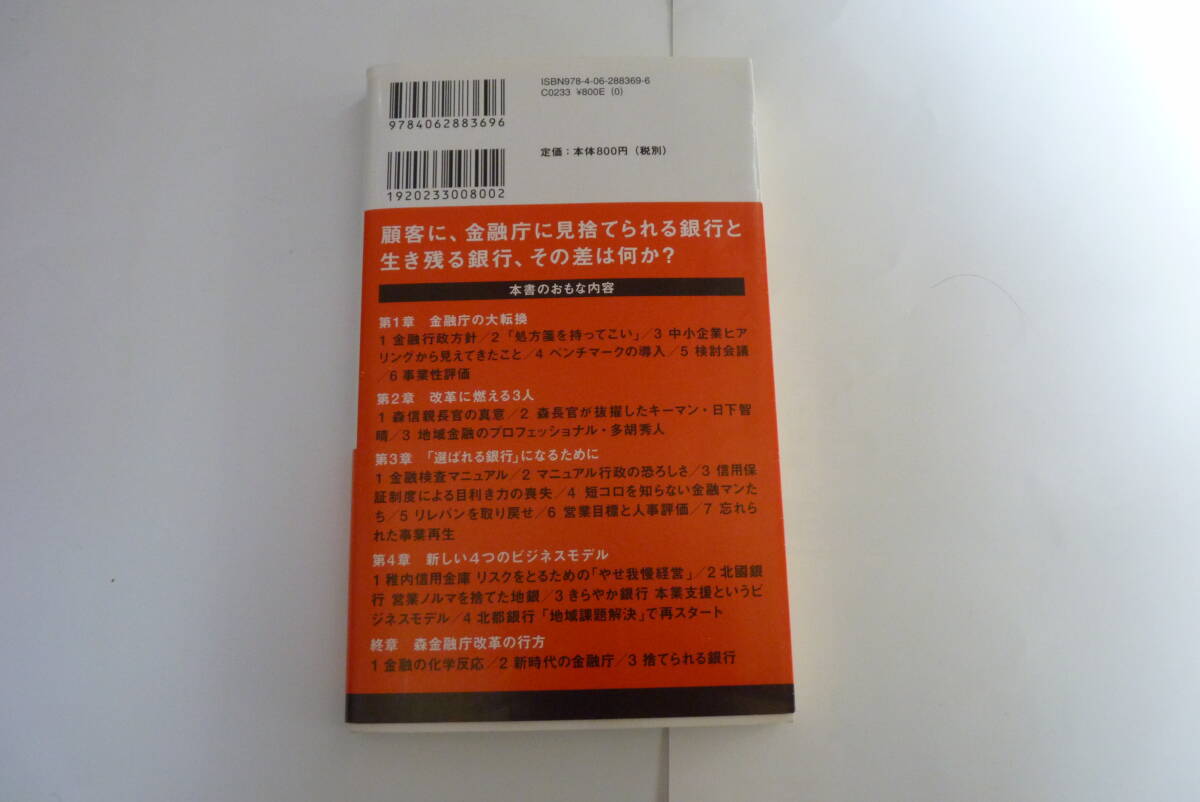 ISBN978-4-06-288369-6
C0233 ¥800E (0)
9784062883696
定価：本体800円（税別）
1920233008002
顧客に、金融庁に見捨てられる銀行と
生き残る銀行、その差は何か？
本書のおもな内容
第1章 金融庁の大転換
1 金融行政方針／2 「処方箋を持ってこい」／3 中小企業ヒア
リングから見えてきたこと／4 ベンチマークの導入／5 検討会議
／6 事業性評価
第2章 改革に燃える3人
1 森信親長官の真意／2 森長官が抜擢したキーマン・日下智
晴／3 地域金融のプロフェッショナル・多胡秀人
第3章 「選ばれる銀行」になるために
1 金融検査マニュアル／2 マニュアル行政の恐ろしさ／3 信用保
証制度による目利き力の喪失／4 短コロを知らない金融マンた
ち／5 リレバンを取り戻せ／6 営業目標と人事評価／7 忘れら
れた事業再生
第4章 新しい4つのビジネスモデル
1 稚内信用金庫 リスクをとるための「やせ我慢経営」／2 北國銀
行 営業ノルマを捨てた地銀／3 きらやか銀行 本業支援というビ
ジネスモデル／4 北都銀行 「地域課題解決」で再スタート
終章 森金融庁改革の行方
1 金融の化学反応／2 新時代の金融庁／3 捨てられる銀行